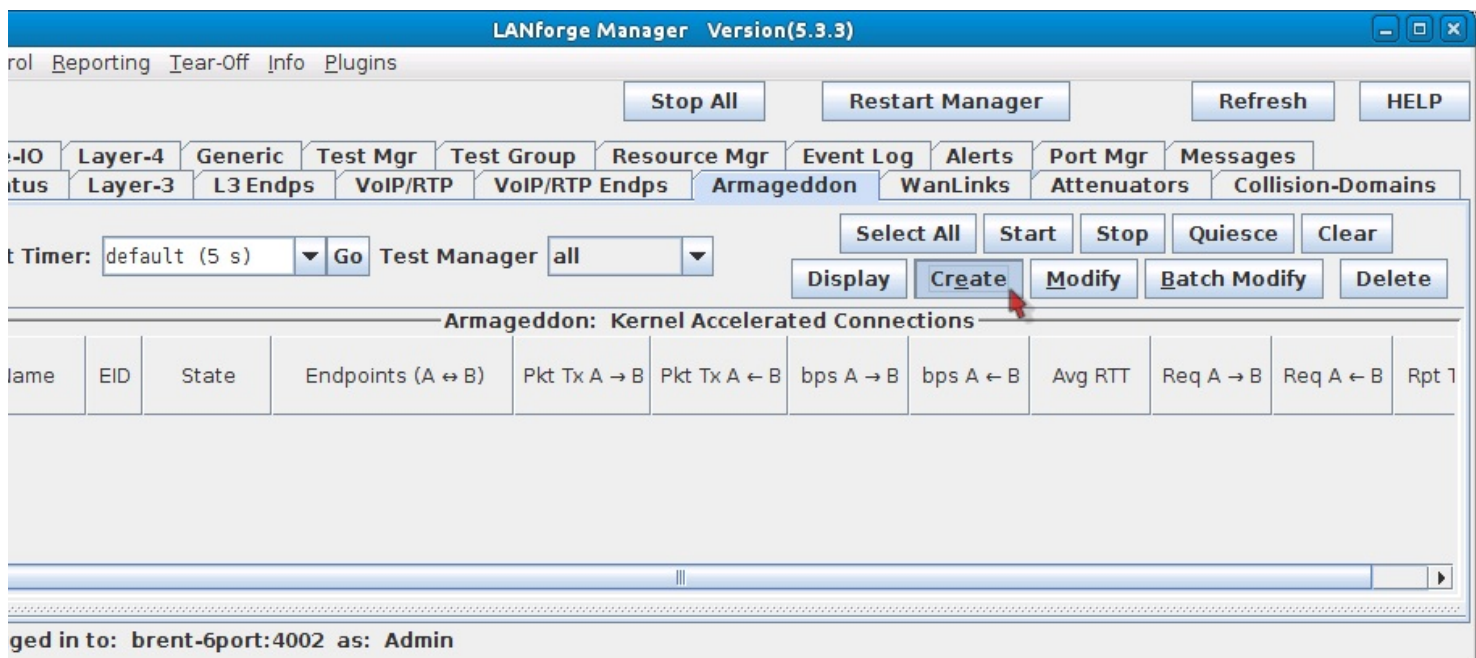 LANforge Manager Version(5.3.3)
rol Reporting Tear-Off Info Plugins
Stop All Restart Manager Refresh HELP
-IO Layer-4 Generic Test Mgr Test Group Resource Mgr Event Log Alerts Port Mgr Messages
atus Layer-3 L3 Endps VoIP/RTP VoIP/RTP Endps Armageddon WanLinks Attenuators Collision-Domains
Select All Start Stop Quiesce Clear
t Timer: default (5 s) Go Test Manager all
Display Create Modify Batch Modify Delete
Armageddon: Kernel Accelerated Connections
Name EID State Endpoints (A ↔ B) Pkt Tx A → B Pkt Tx A ← B bps A → B bps A ← B Avg RTT Req A → B Req A ← B Rpt T
ged in to: brent-6port:4002 as: Admin